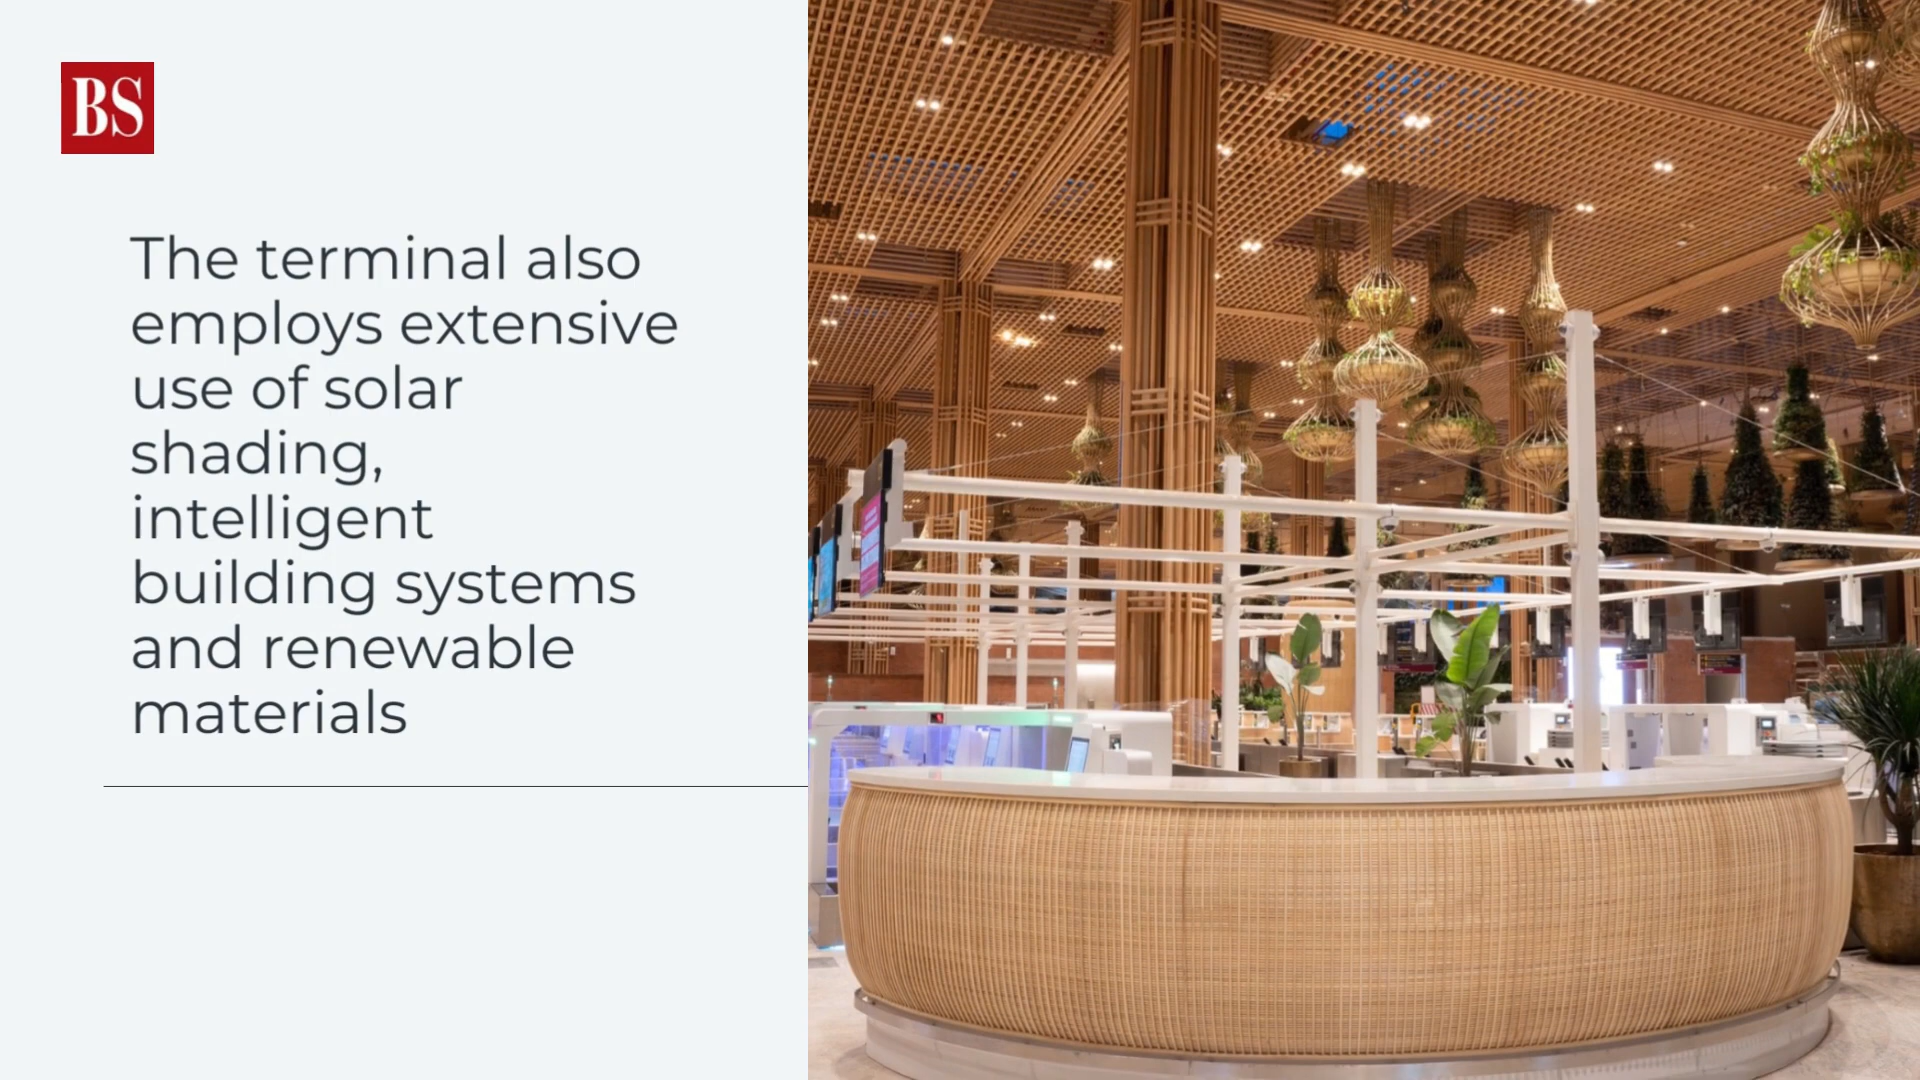 BS
The terminal also
employs extensive
use of solar
shading,
intelligent
building systems
and renewable
materials